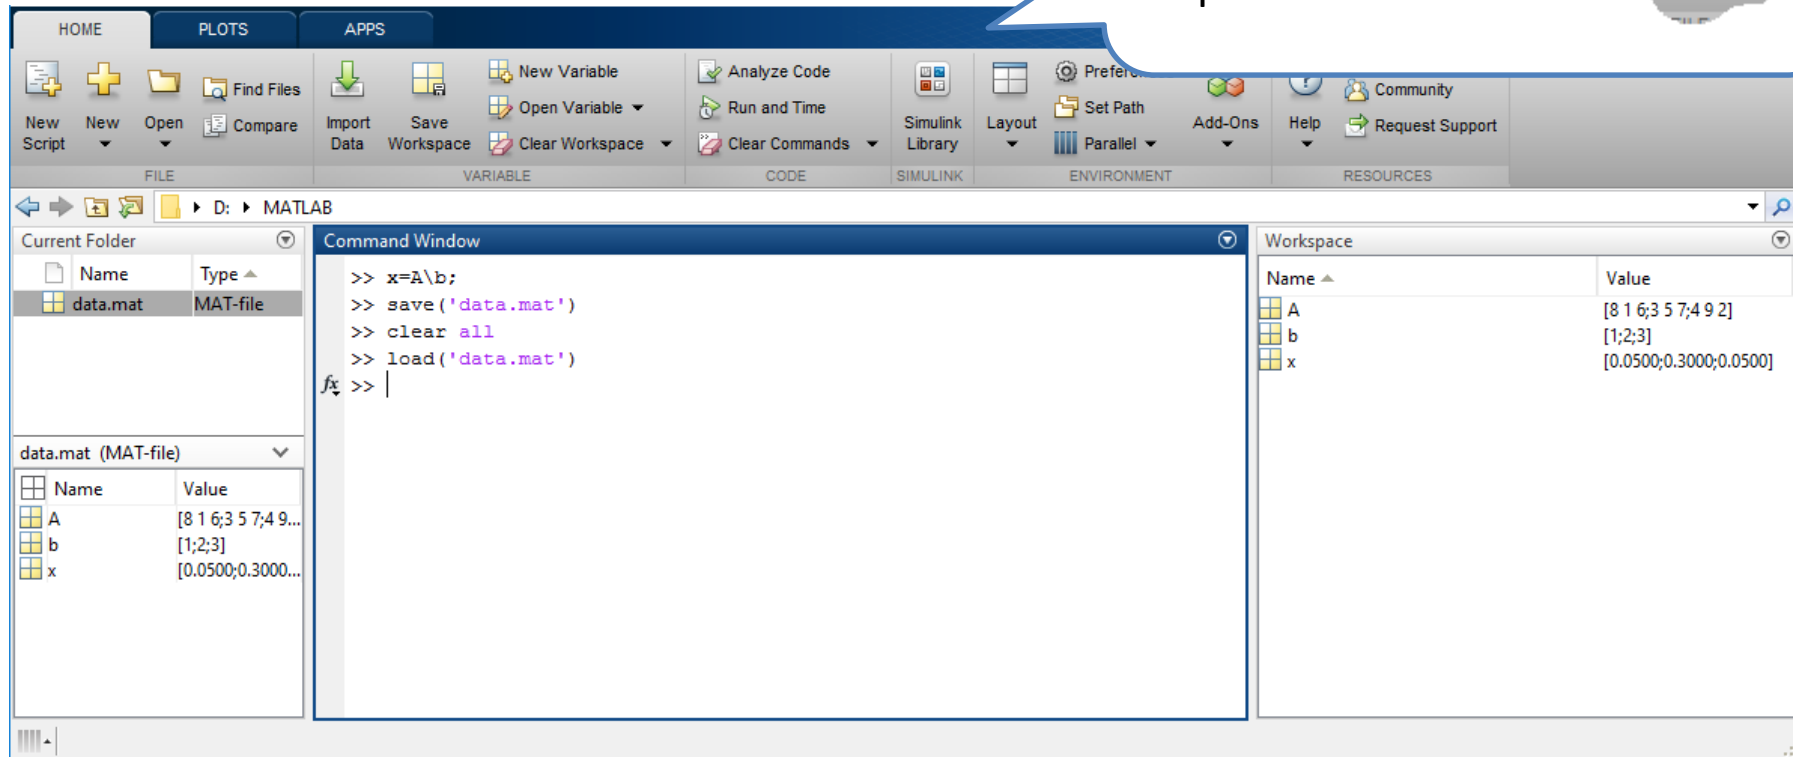 HOME PLOTS APPS
FILE
New Script
New
Open
Find Files
Compare
Import Data
Save Workspace
New Variable
Open Variable
Clear Workspace
Analyze Code
Run and Time
Clear Commands
Simulink Library
Layout
Prefer
Set Path
Parallel
Add-Ons
Help
Community
Request Support
FILE VARIABLE CODE SIMULINK ENVIRONMENT RESOURCES
D: MATLAB
Current Folder
Name Type
data.mat MAT-file
data.mat (MAT-file)
Name Value
A [8 1 6;3 5 7;4 9...
b [1;2;3]
x [0.0500;0.3000...
Command Window
>> x=A\b;
>> save('data.mat')
>> clear all
>> load('data.mat')
fx >>
Workspace
Name Value
A [8 1 6;3 5 7;4 9 2]
b [1;2;3]
x [0.0500;0.3000;0.0500]